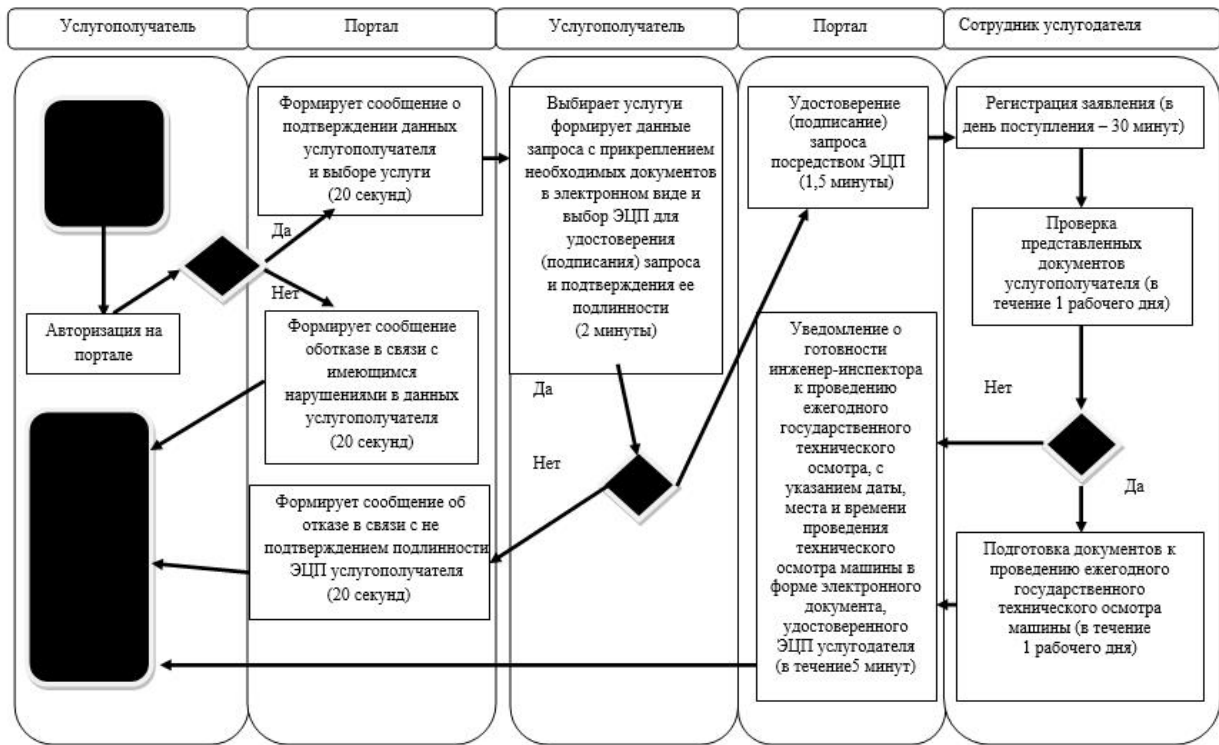 Услугополучатель
Портал
Услугополучатель
Портал
Сотрудник услугодателя
Авторизация на
портале
Формирует сообщение о
подтверждении данных
услугополучателя
и выборе услуги
(20 секунд)
Да
Нет
Формирует сообщение
оботказе в связи с
имеющимся
нарушениями в данных
услугополучателя
(20 секунд)
Формирует сообщение об
отказе в связи с не
подтверждением подлинности
ЭЦП услугополучателя
(20 секунд)
Выбирает услугуи
формирует данные
запроса с прикреплением
необходимых документов
в электронном виде и
выбор ЭЦП для
удостоверения
(подписания) запроса
и подтверждения ее
подлинности
(2 минуты)
Да
Нет
Удостоверение
(подписание)
запроса
посредством ЭЦП
(1,5 минуты)
Уведомление о
готовности
инженер-инспектора
к проведению
ежегодного
государственного
технического
осмотра, с
указанием даты,
места и времени
проведения
технического
осмотра машины в
форме электронного
документа,
удостоверенного
ЭЦП услугодателя
(в течение5 минут)
Регистрация заявления (в
день поступления – 30 минут)
Проверка
представленных
документов
услугополучателя (в
течение 1 рабочего дня)
Нет
Да
Подготовка документов к
проведению ежегодного
государственного
технического осмотра
машины (в течение
1 рабочего дня)